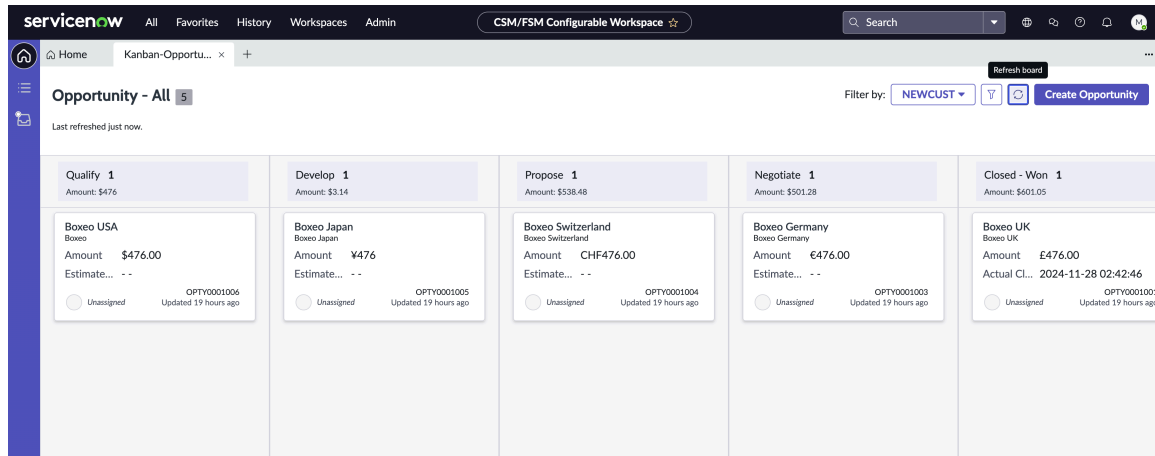 servicenow All Favorites History Workspaces Admin CSM/FSM Configurable Workspace ☆ Search M
Home Kanban-Opportu... × +
Refresh board
Opportunity - All 5 Filter by: NEWCUST Create Opportunity
Last refreshed just now.
Qualify 1
Amount: $476
Boxeo USA
Boxeo
Amount $476.00
Estimate... - -
OPTY0001006
Unassigned Updated 19 hours ago
Develop 1
Amount: $3.14
Boxeo Japan
Boxeo Japan
Amount ¥476
Estimate... - -
OPTY0001005
Unassigned Updated 19 hours ago
Propose 1
Amount: $538.48
Boxeo Switzerland
Boxeo Switzerland
Amount CHF476.00
Estimate... - -
OPTY0001004
Unassigned Updated 19 hours ago
Negotiate 1
Amount: $501.28
Boxeo Germany
Boxeo Germany
Amount €476.00
Estimate... - -
OPTY0001003
Unassigned Updated 19 hours ago
Closed - Won 1
Amount: $601.05
Boxeo UK
Boxeo UK
Amount £476.00
Actual Cl... 2024-11-28 02:42:46
OPTY0001001
Unassigned Updated 19 hours ago